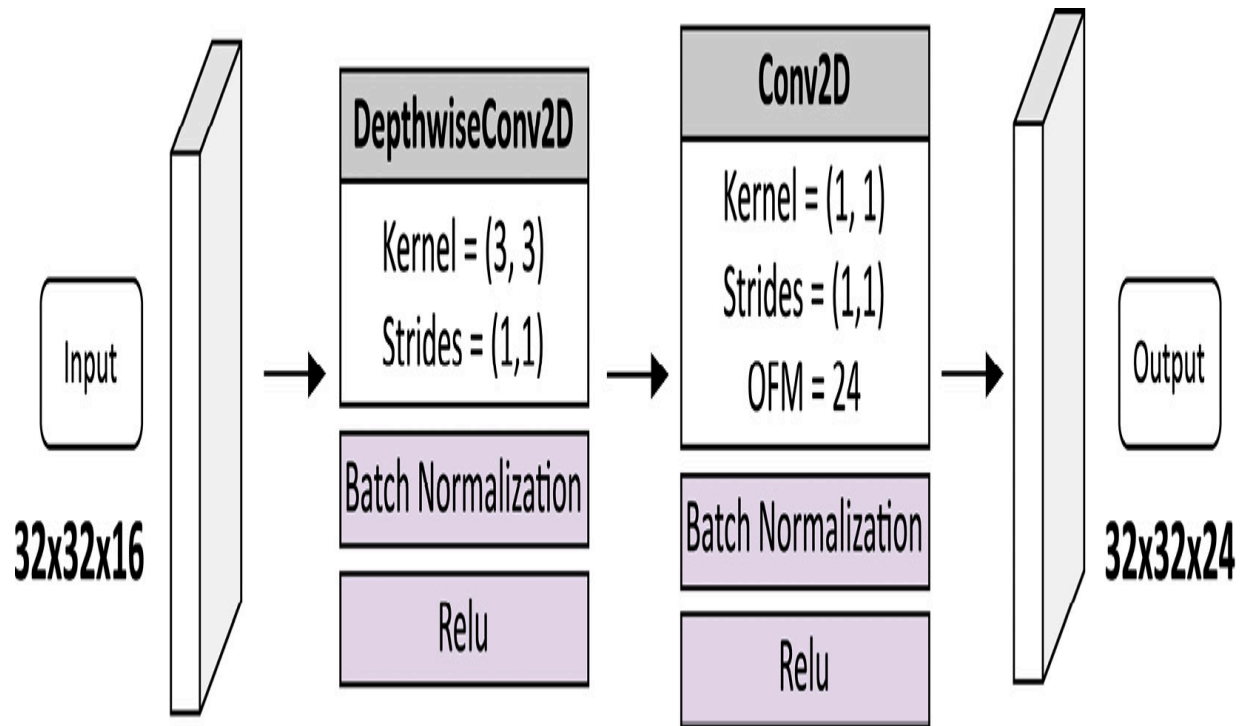 Input
32x32x16
DepthwiseConv2D
Kernel = (3, 3)
Strides = (1,1)
Batch Normalization
Relu
Conv2D
Kernel = (1, 1)
Strides = (1,1)
OFM = 24
Batch Normalization
Relu
Output
32x32x24